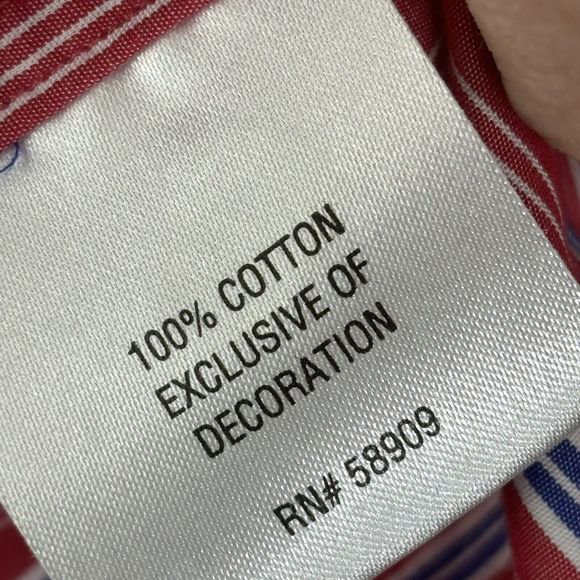 100% COTTON
EXCLUSIVE OF
DECORATION
RN# 58909